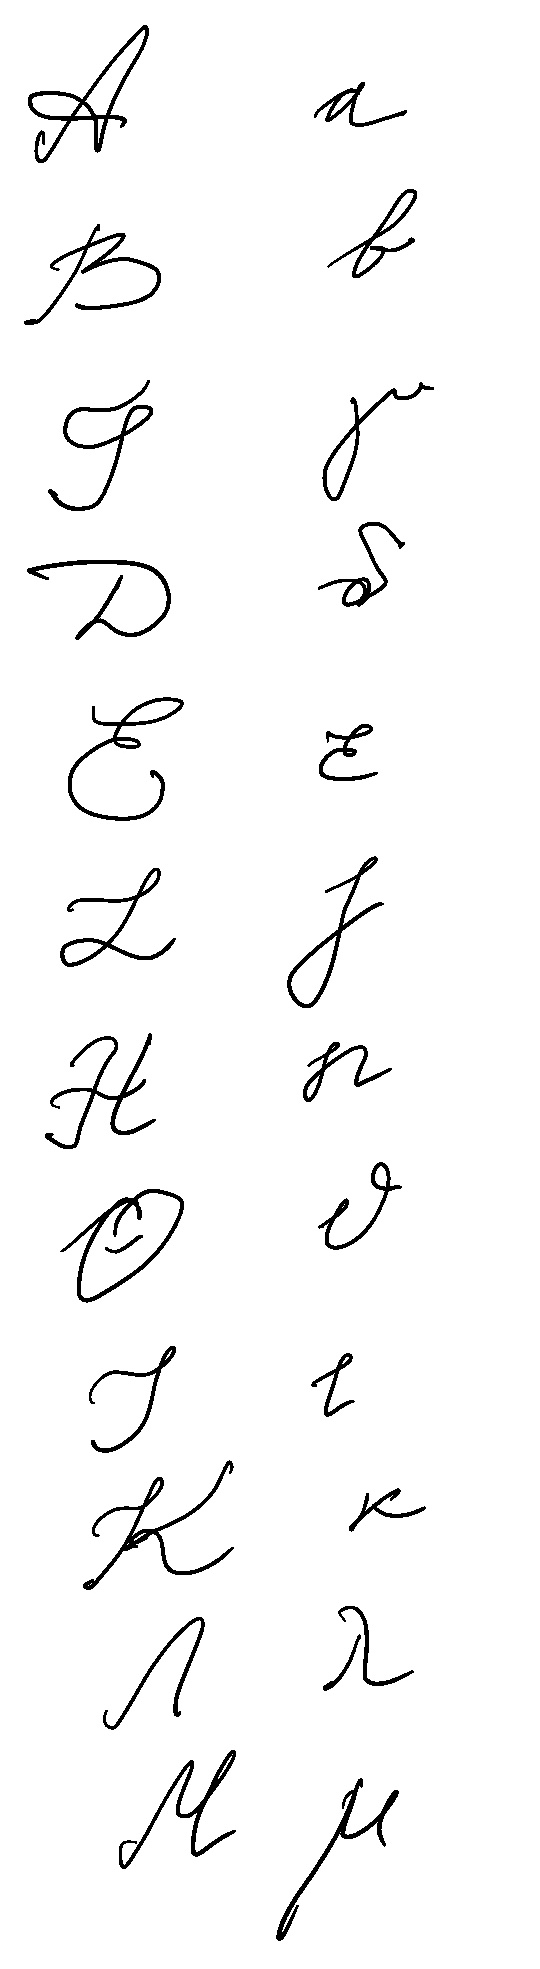 Α α
Β β
Γ γ
Δ δ
Ε ε
Ζ ζ
Η η
Θ θ
Ι ι
Κ κ
Λ λ
Μ μ